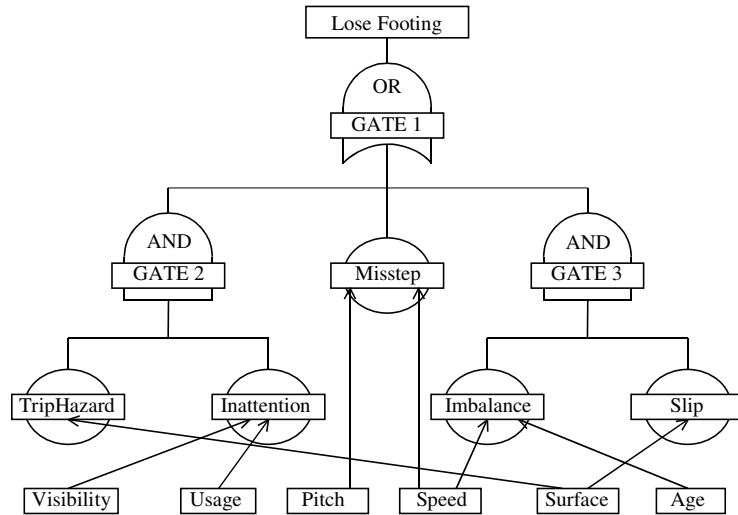 Lose Footing
OR
GATE 1
AND
AND
GATE 2
Misstep
GATE 3
TripHazard
Inattention
Imbalance
Slip
Visibility
Usage
Pitch
Speed
Surface
Age